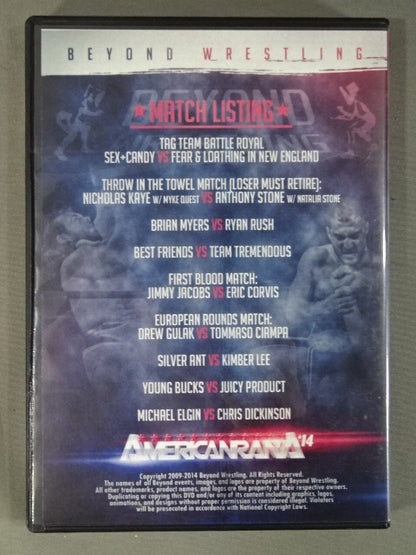 BEYOND WRESTLING
BEYOND
★MATCH LISTING★
TAG TEAM BATTLE ROYAL
SEX+CANDY VS FEAR & LOATHING IN NEW ENGLAND
THROW IN THE TOWEL MATCH (LOSER MUST RETIRE):
NICHOLAS KAYE W/ MYKE QUEST VS ANTHONY STONE W/ NATALIA STONE
BRIAN MYERS VS RYAN RUSH
BEST FRIENDS VS TEAM TREMENDOUS
FIRST BLOOD MATCH:
JIMMY JACOBS VS ERIC CORVIS
EUROPEAN ROUNDS MATCH:
DREW GULAK VS TOMMASO CIAMPA
SILVER ANT VS KIMBER LEE
YOUNG BUCKS VS JUICY PRODUCT
MICHAEL ELGIN VS CHRIS DICKINSON
AMERICANRANA '14
Copyright 2009-2014 Beyond Wrestling. All Rights Reserved.
The names of all Beyond events, images, and logos are property of Beyond Wrestling.
All other trademarks, product names, and logos are the property of their respective owners.
Duplicating or copying this DVD and/or any of its content including graphics, logos,
animations, and designs without proper permission is considered illegal. Violators
will be prosecuted in accordance with National Copyright Laws.